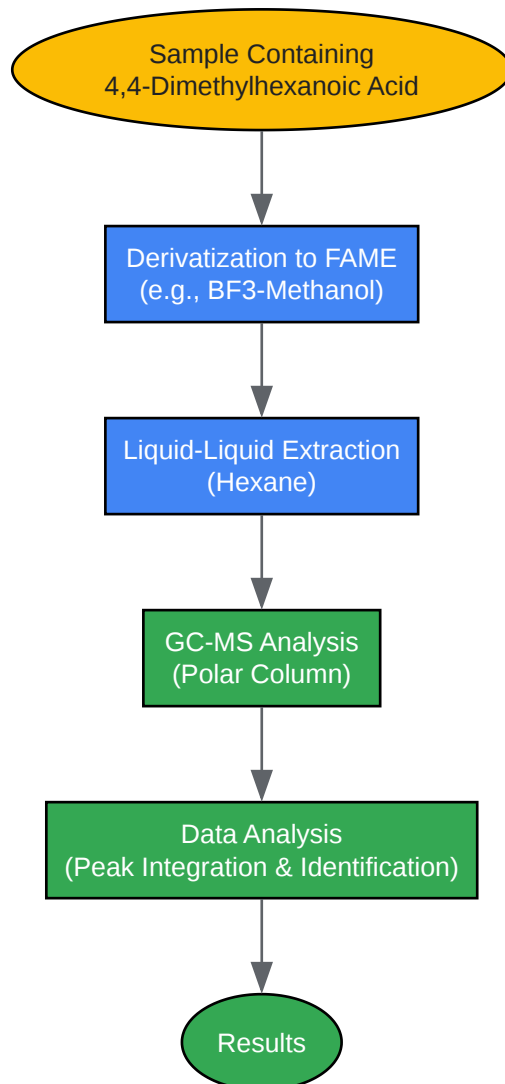 Sample Containing
4,4-Dimethylhexanoic Acid
Derivatization to FAME
(e.g., BF3-Methanol)
Liquid-Liquid Extraction
(Hexane)
GC-MS Analysis
(Polar Column)
Data Analysis
(Peak Integration & Identification)
Results